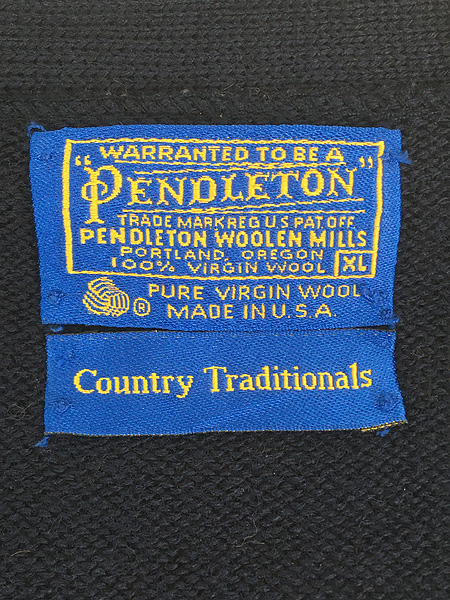 WARRANTED TO BE A
"PENDLETON"
TRADE MARK REG U S PAT OFF
PENDLETON WOOLEN MILLS
PORTLAND, OREGON
100% VIRGIN WOOL XL
® PURE VIRGIN WOOL
MADE IN U.S.A.
Country Traditionals